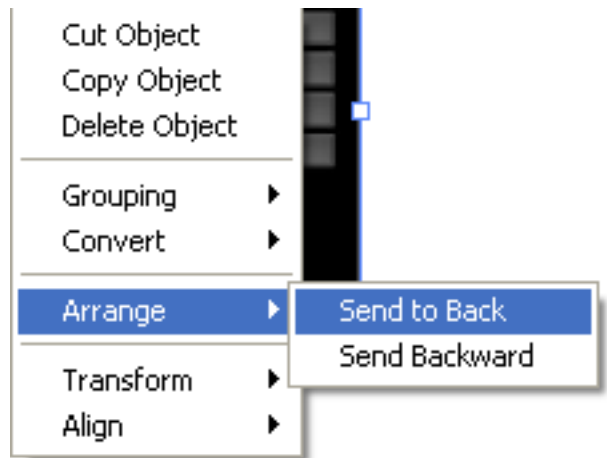 Cut Object
Copy Object
Delete Object
Grouping
Convert
Arrange
Send to Back
Send Backward
Transform
Align